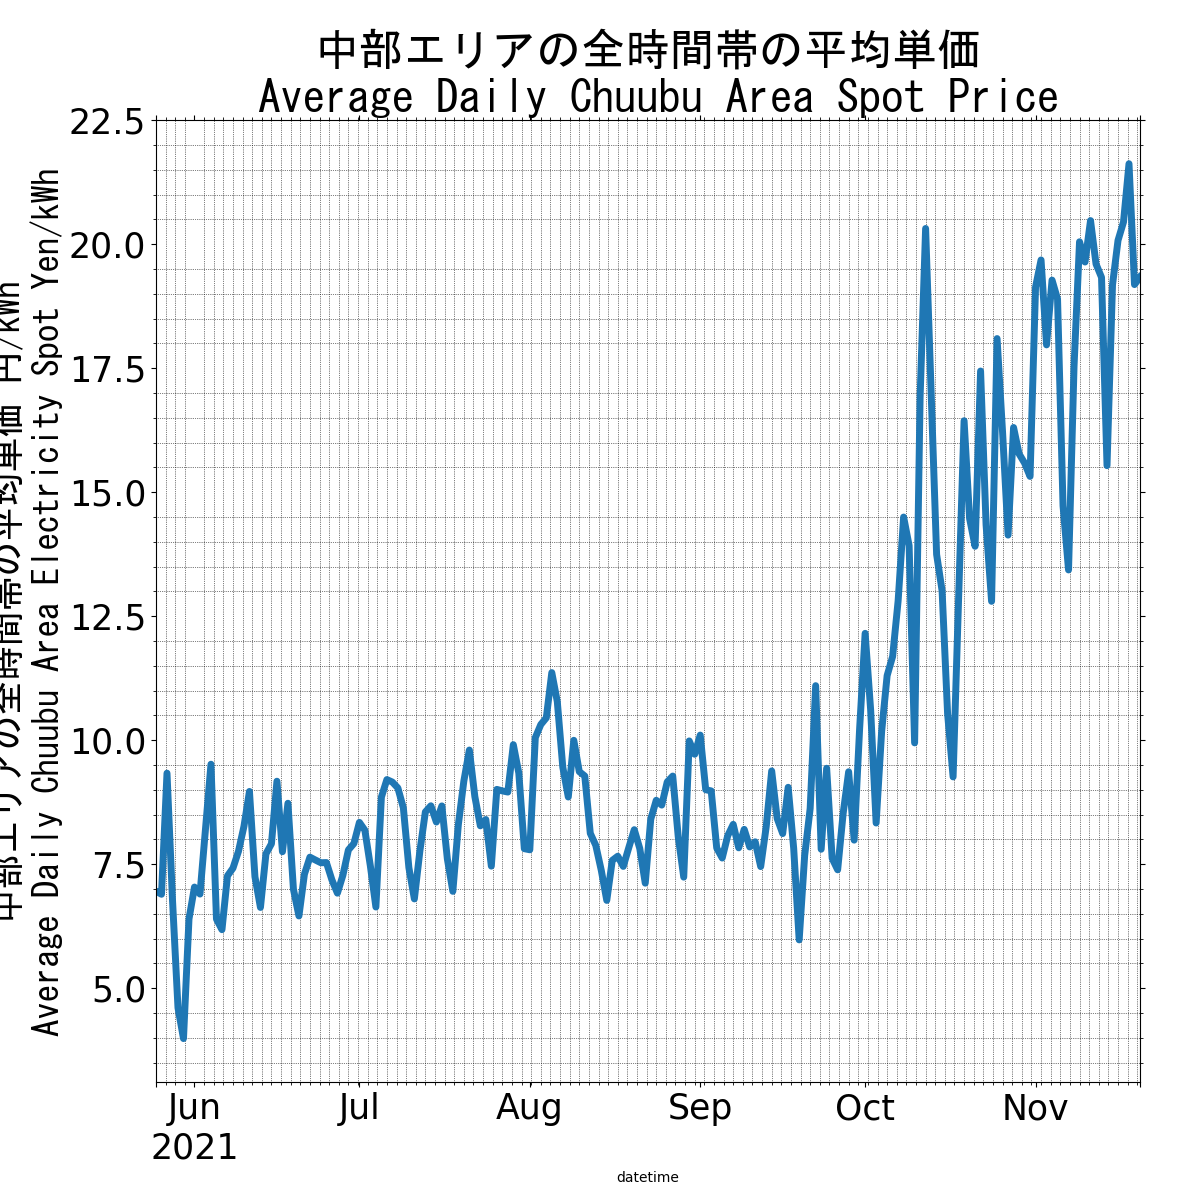 中部エリアの全時間帯の平均単価
Average Daily Chuubu Area Spot Price
中部エリアの全時間帯の平均単価 円/kWh
Average Daily Chuubu Area Electricity Spot Yen/kWh
22.5
20.0
17.5
15.0
12.5
10.0
7.5
5.0
Jun Jul Aug Sep Oct Nov
2021
datetime